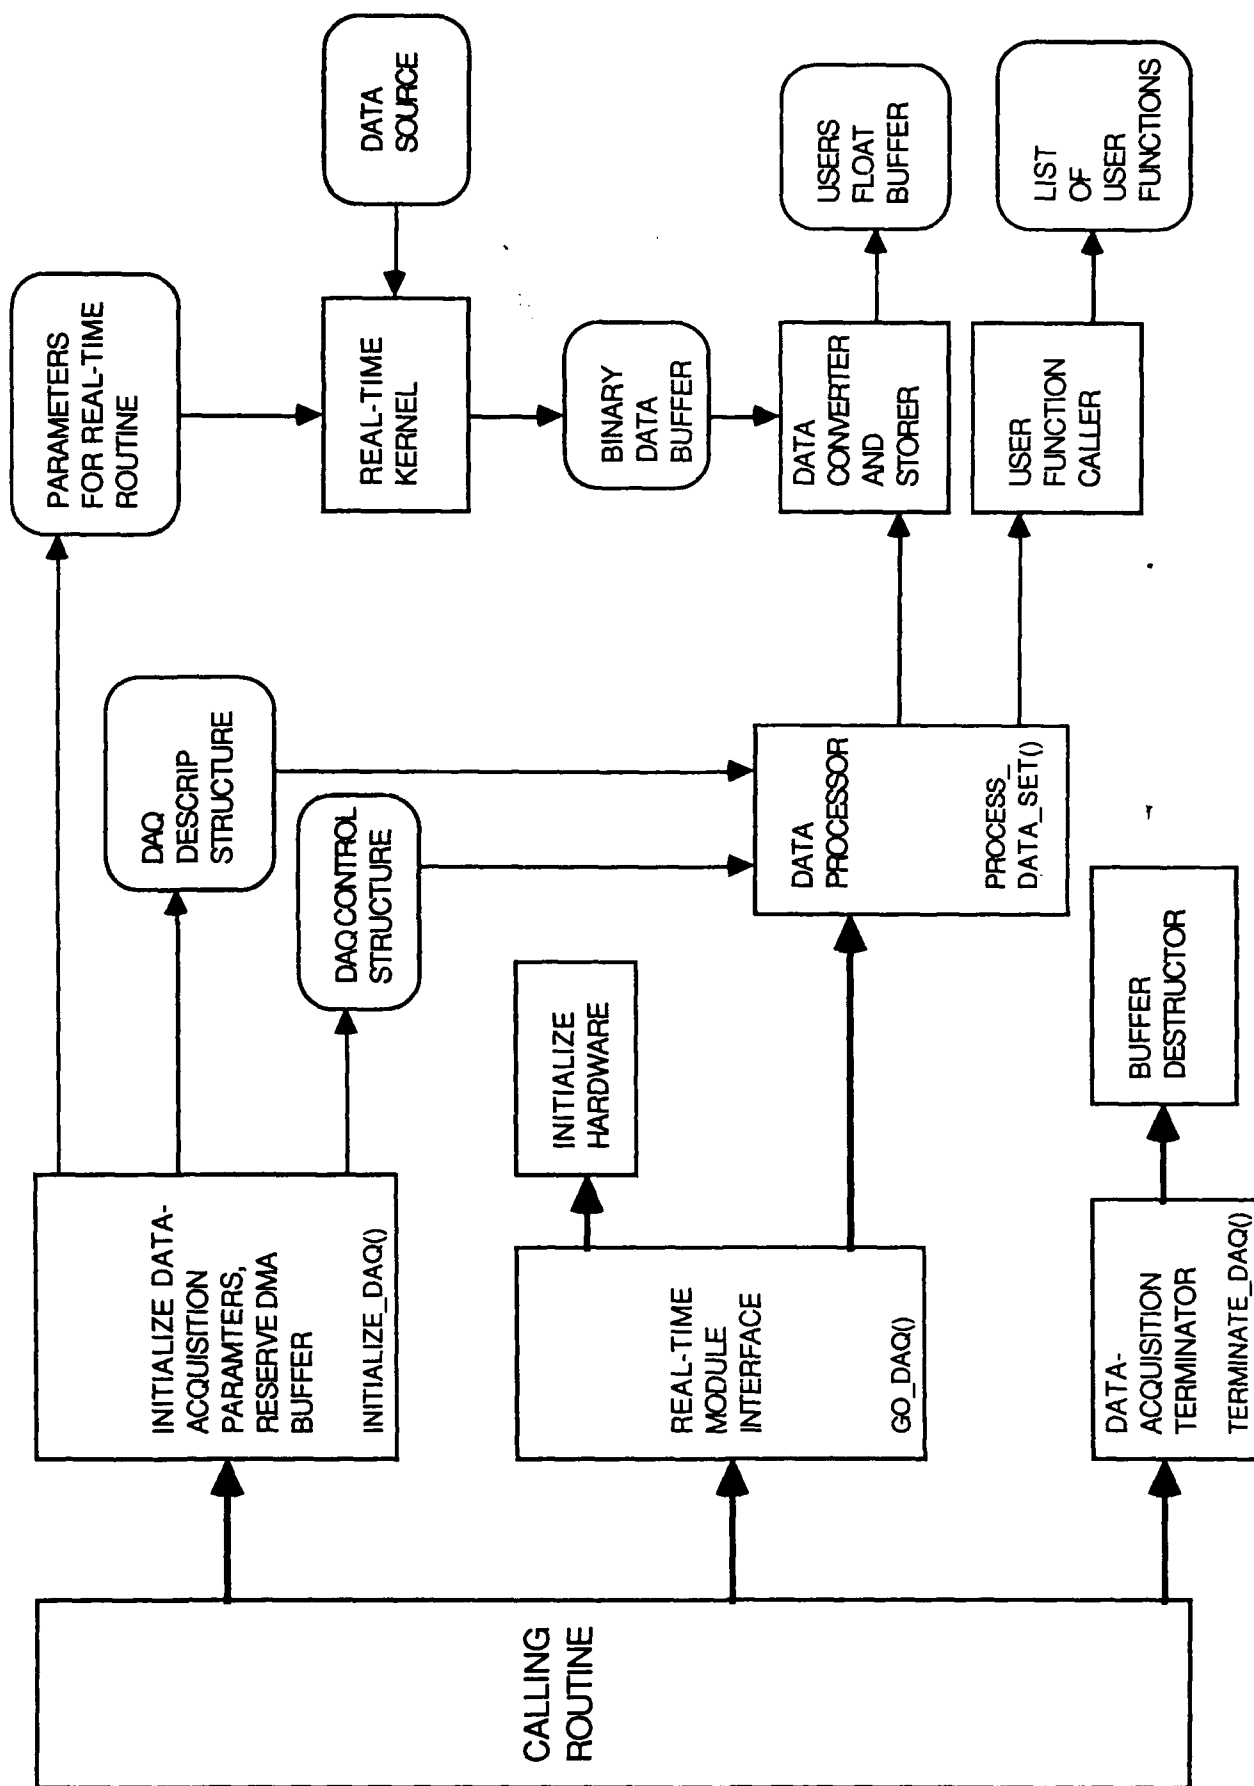 CALLING
ROUTINE
INITIALIZE DATA-
ACQUISITION
PARAMTERS,
RESERVE DMA
BUFFER
INITIALIZE_DAQ()
REAL-TIME
MODULE
INTERFACE
GO_DAQ()
DATA-
ACQUISITION
TERMINATOR
TERMINATE_DAQ()
INITIALIZE
HARDWARE
BUFFER
DESTRUCTOR
DAQ
DESCRIP
STRUCTURE
DAQ CONTROL
STRUCTURE
DATA
PROCESSOR
PROCESS_
DATA_SET()
PARAMETERS
FOR REAL-TIME
ROUTINE
REAL-TIME
KERNEL
BINARY
DATA
BUFFER
DATA
CONVERTER
AND
STORER
USER
FUNCTION
CALLER
DATA
SOURCE
USERS
FLOAT
BUFFER
LIST
OF
USER
FUNCTIONS